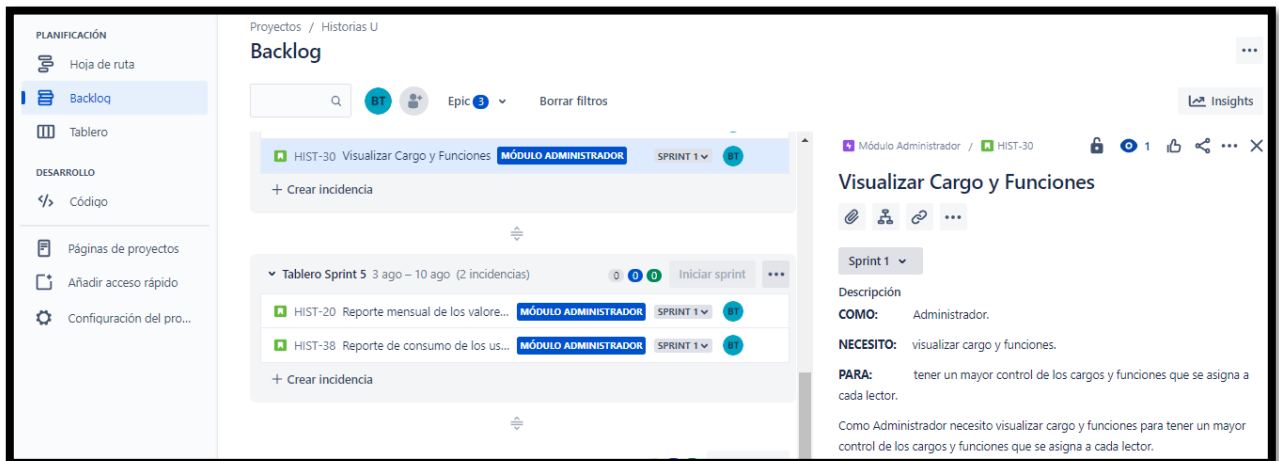 PLANIFICACIÓN
Hoja de ruta
Backlog
Tablero
DESARROLLO
Código
Páginas de proyectos
Añadir acceso rápido
Configuración del pro...
Proyectos / Historias U
Backlog
BT Epic 3 Borrar filtros
Insights
HIST-30 Visualizar Cargo y Funciones MÓDULO ADMINISTRADOR SPRINT 1 BT
+ Crear incidencia
Tablero Sprint 5 3 ago – 10 ago (2 incidencias) 0 0 0 Iniciar sprint
HIST-20 Reporte mensual de los valore... MÓDULO ADMINISTRADOR SPRINT 1 BT
HIST-38 Reporte de consumo de los us... MÓDULO ADMINISTRADOR SPRINT 1 BT
+ Crear incidencia
Módulo Administrador / HIST-30 1
Visualizar Cargo y Funciones
Sprint 1
Descripción
COMO: Administrador.
NECESITO: visualizar cargo y funciones.
PARA: tener un mayor control de los cargos y funciones que se asigna a
cada lector.
Como Administrador necesito visualizar cargo y funciones para tener un mayor
control de los cargos y funciones que se asigna a cada lector.